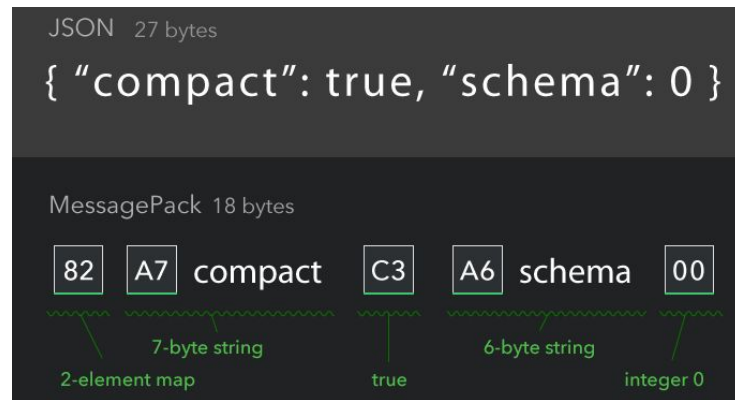 JSON 27 bytes
{ “compact”: true, “schema”: 0 }
MessagePack 18 bytes
82 A7 compact C3 A6 schema 00
7-byte string 6-byte string
2-element map true integer 0